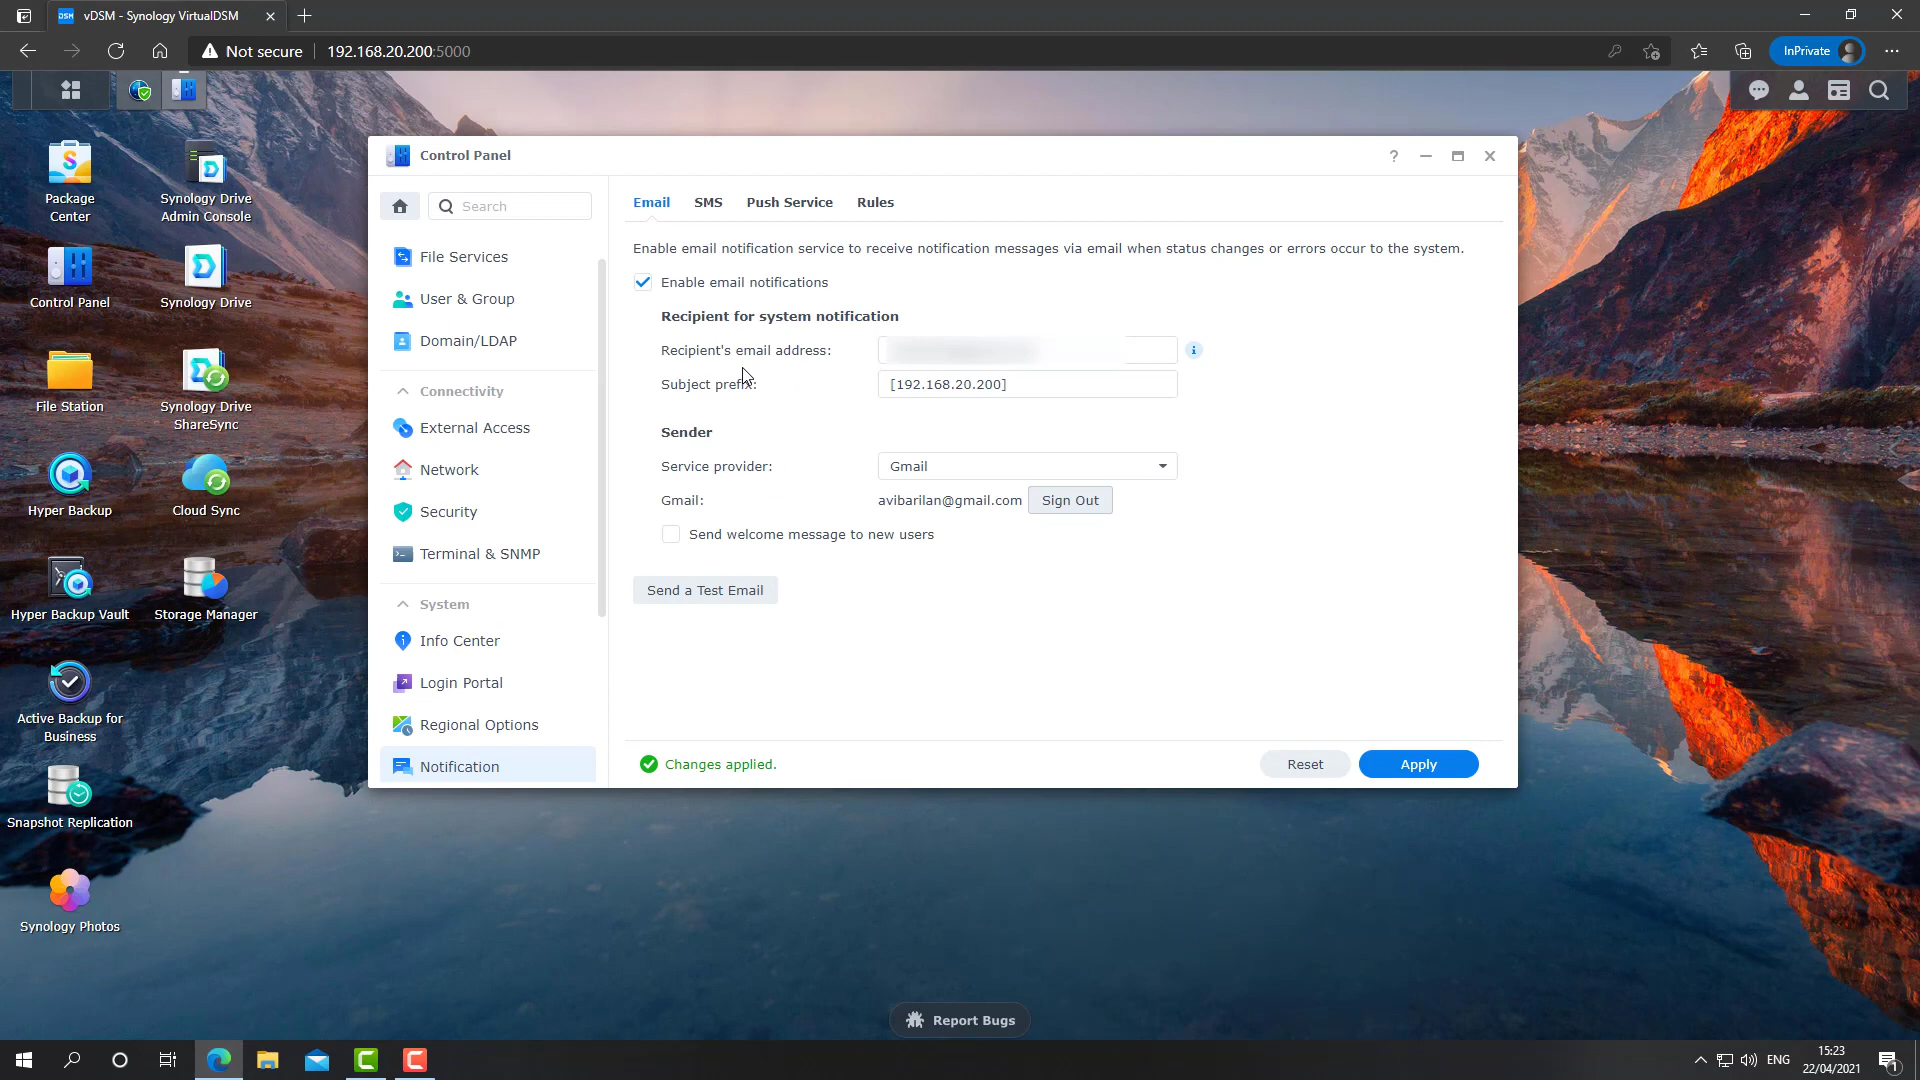 vDSM - Synology VirtualDSM
Not secure
192.168.20.200:5000
InPrivate
Package
Center
Synology Drive
Admin Console
Control Panel
Synology Drive
File Station
Synology Drive
ShareSync
Hyper Backup
Cloud Sync
Hyper Backup Vault
Storage Manager
Active Backup for
Business
Snapshot Replication
Synology Photos
Control Panel
Search
File Services
User & Group
Domain/LDAP
Connectivity
External Access
Network
Security
Terminal & SNMP
System
Info Center
Login Portal
Regional Options
Notification
Email SMS Push Service Rules
Enable email notification service to receive notification messages via email when status changes or errors occur to the system.
Enable email notifications
Recipient for system notification
Recipient's email address:
Subject prefix: [192.168.20.200]
Sender
Service provider: Gmail
Gmail: avibarilan@gmail.com Sign Out
Send welcome message to new users
Send a Test Email
Changes applied.
Reset Apply
Report Bugs
ENG
15:23
22/04/2021
1